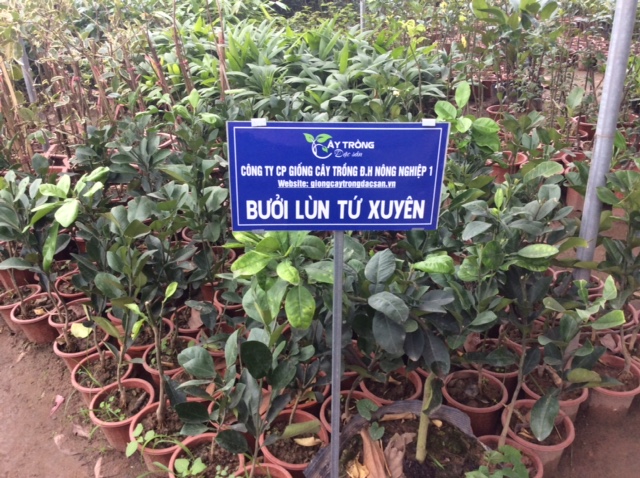 CÂY TRỒNG
Đặc sản
CÔNG TY CP GIỐNG CÂY TRỒNG Đ.H NÔNG NGHIỆP 1
Website: giongcaytrongdacsan.vn
BƯỞI LÙN TỨ XUYÊN